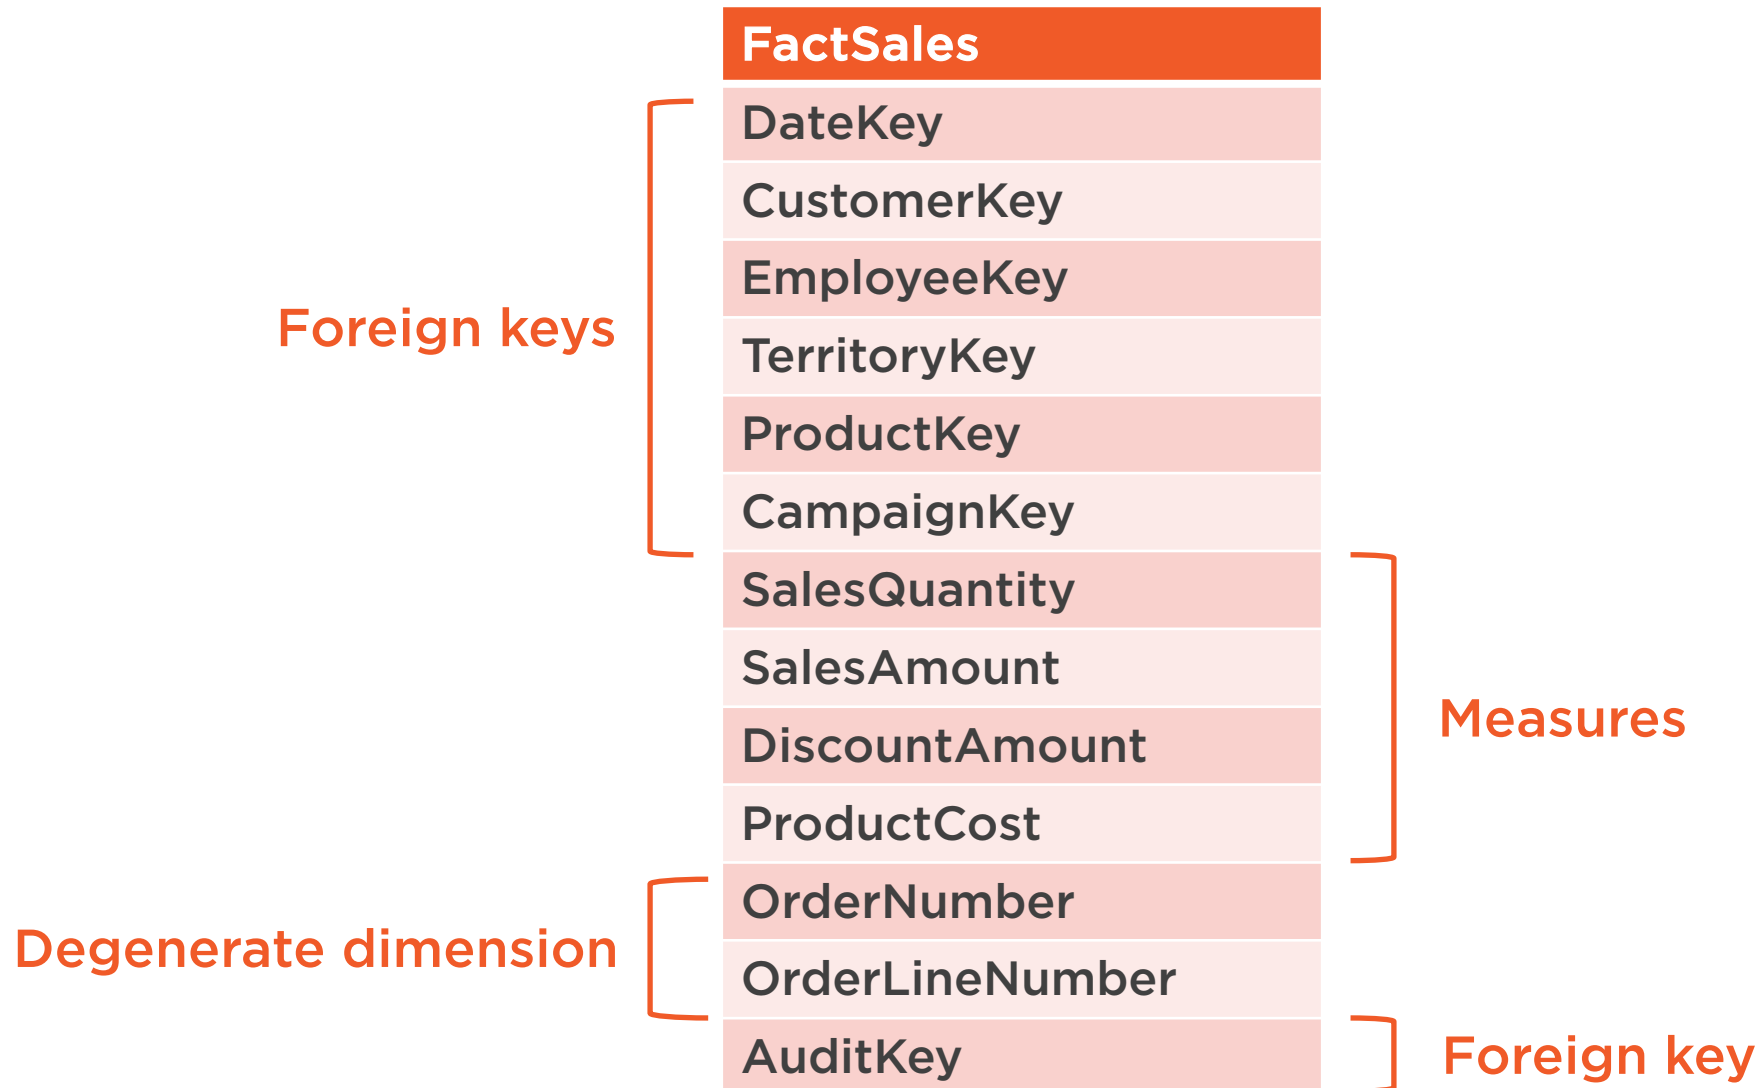 FactSales
DateKey
CustomerKey
EmployeeKey
Foreign keys
TerritoryKey
ProductKey
CampaignKey
SalesQuantity
SalesAmount
Measures
DiscountAmount
ProductCost
OrderNumber
Degenerate dimension
OrderLineNumber
AuditKey
Foreign key